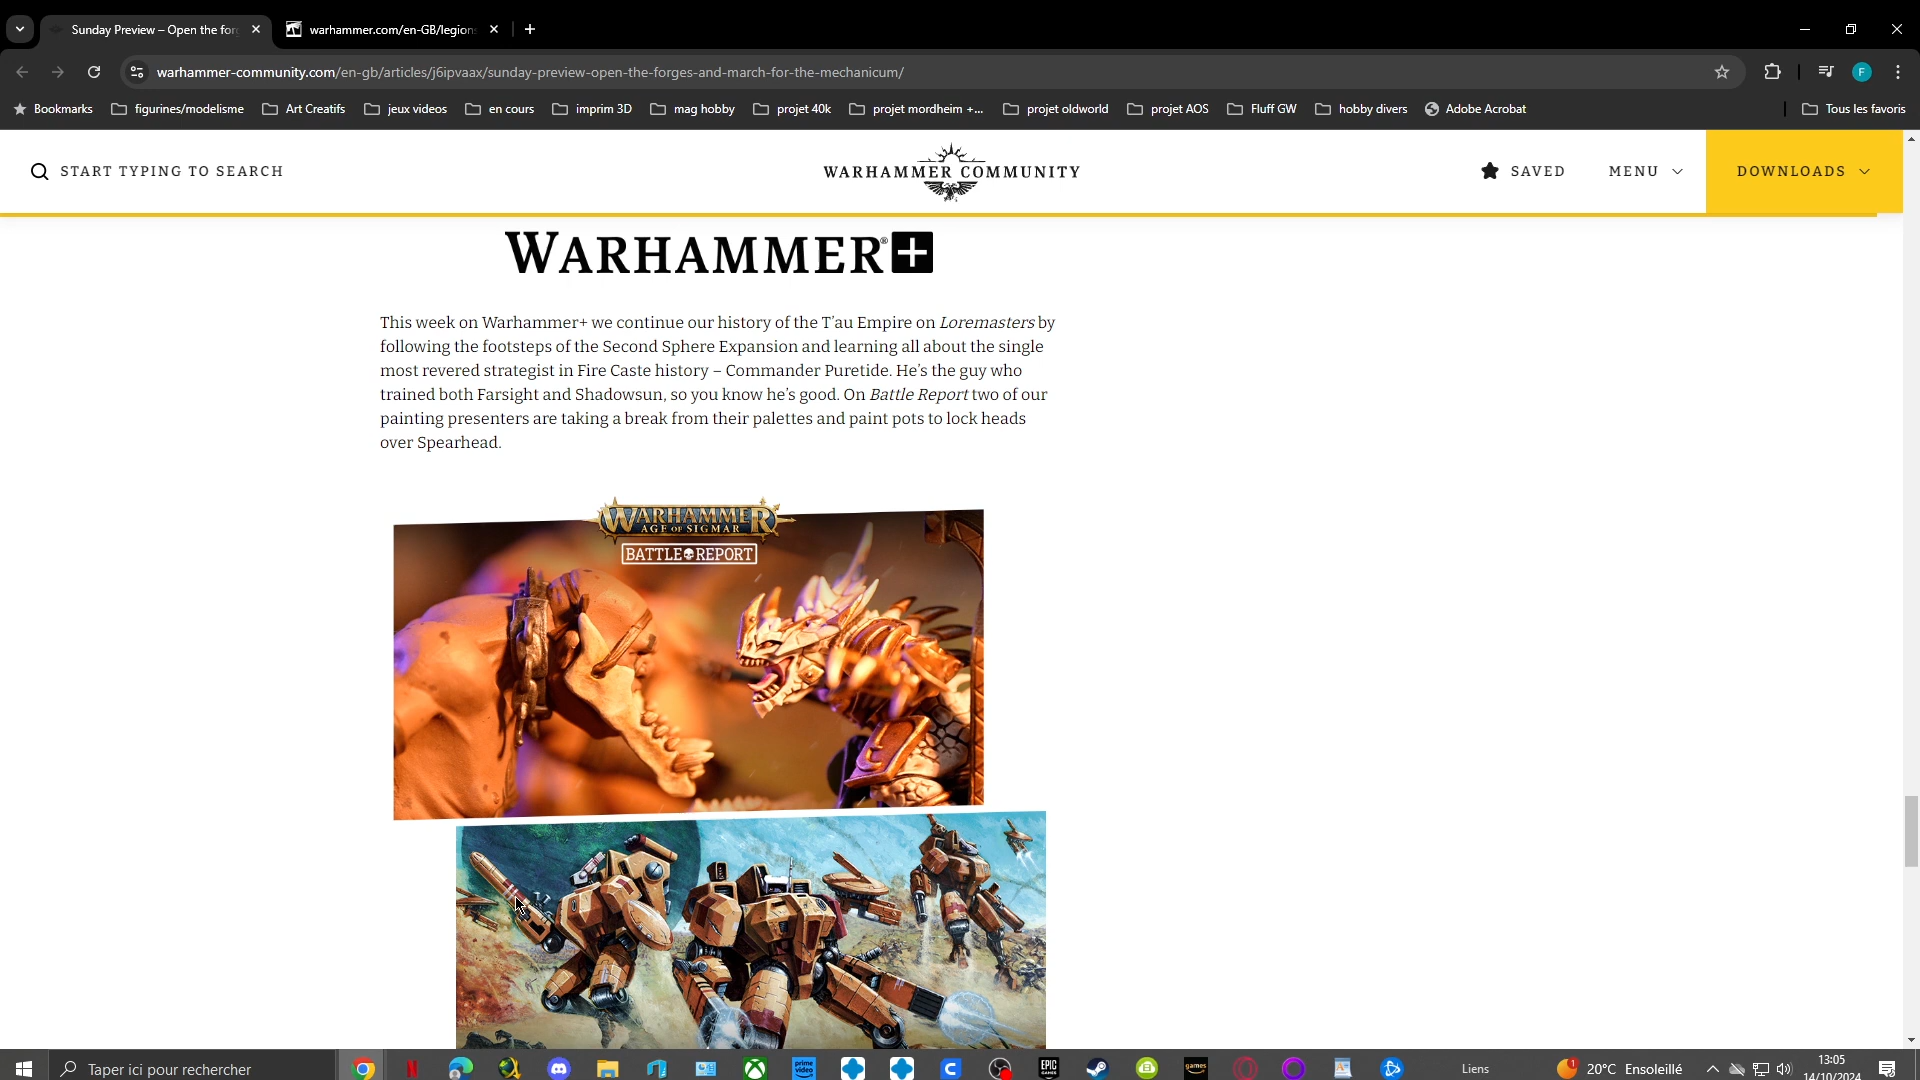 Sunday Preview – Open the for
warhammer.com/en-GB/legion
warhammer-community.com/en-gb/articles/j6ipvaax/sunday-preview-open-the-forges-and-march-for-the-mechanicum/
F
Bookmarks figurines/modelisme Art Creatifs jeux videos en cours imprim 3D mag hobby projet 40k projet mordheim +... projet oldworld projet AOS Fluff GW hobby divers Adobe Acrobat Tous les favoris
START TYPING TO SEARCH
WARHAMMER COMMUNITY
SAVED
MENU
DOWNLOADS
WARHAMMER®+
This week on Warhammer+ we continue our history of the T'au Empire on Loremasters by
following the footsteps of the Second Sphere Expansion and learning all about the single
most revered strategist in Fire Caste history – Commander Puretide. He's the guy who
trained both Farsight and Shadowsun, so you know he's good. On Battle Report two of our
painting presenters are taking a break from their palettes and paint pots to lock heads
over Spearhead.
WARHAMMER
AGE OF SIGMAR
BATTLE REPORT
Taper ici pour rechercher
prime video
EPIC GAMES
games
Liens
1
20°C Ensoleillé
13:05
14/10/2024